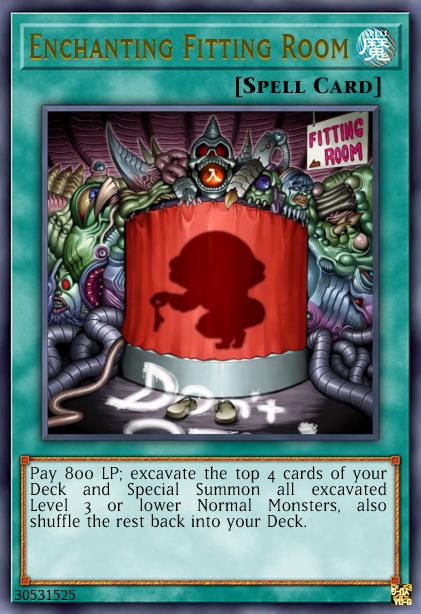 Enchanting Fitting Room
魔
[Spell Card]
FITTING
ROOM
入
Don't
Pay 800 LP; excavate the top 4 cards of your
Deck and Special Summon all excavated
Level 3 or lower Normal Monsters, also
shuffle the rest back into your Deck.
30531525